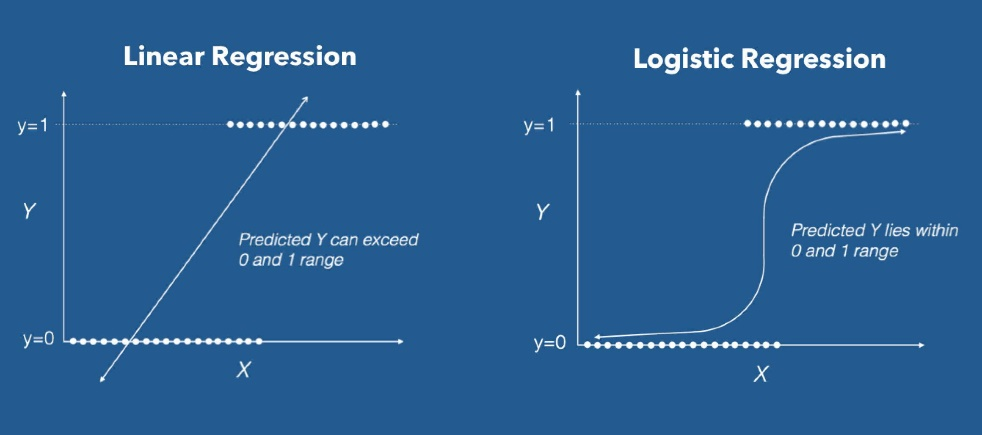 Linear Regression
y=1
Y
Predicted Y can exceed
0 and 1 range
y=0
X
Logistic Regression
y=1
Y
Predicted Y lies within
0 and 1 range
y=0
X